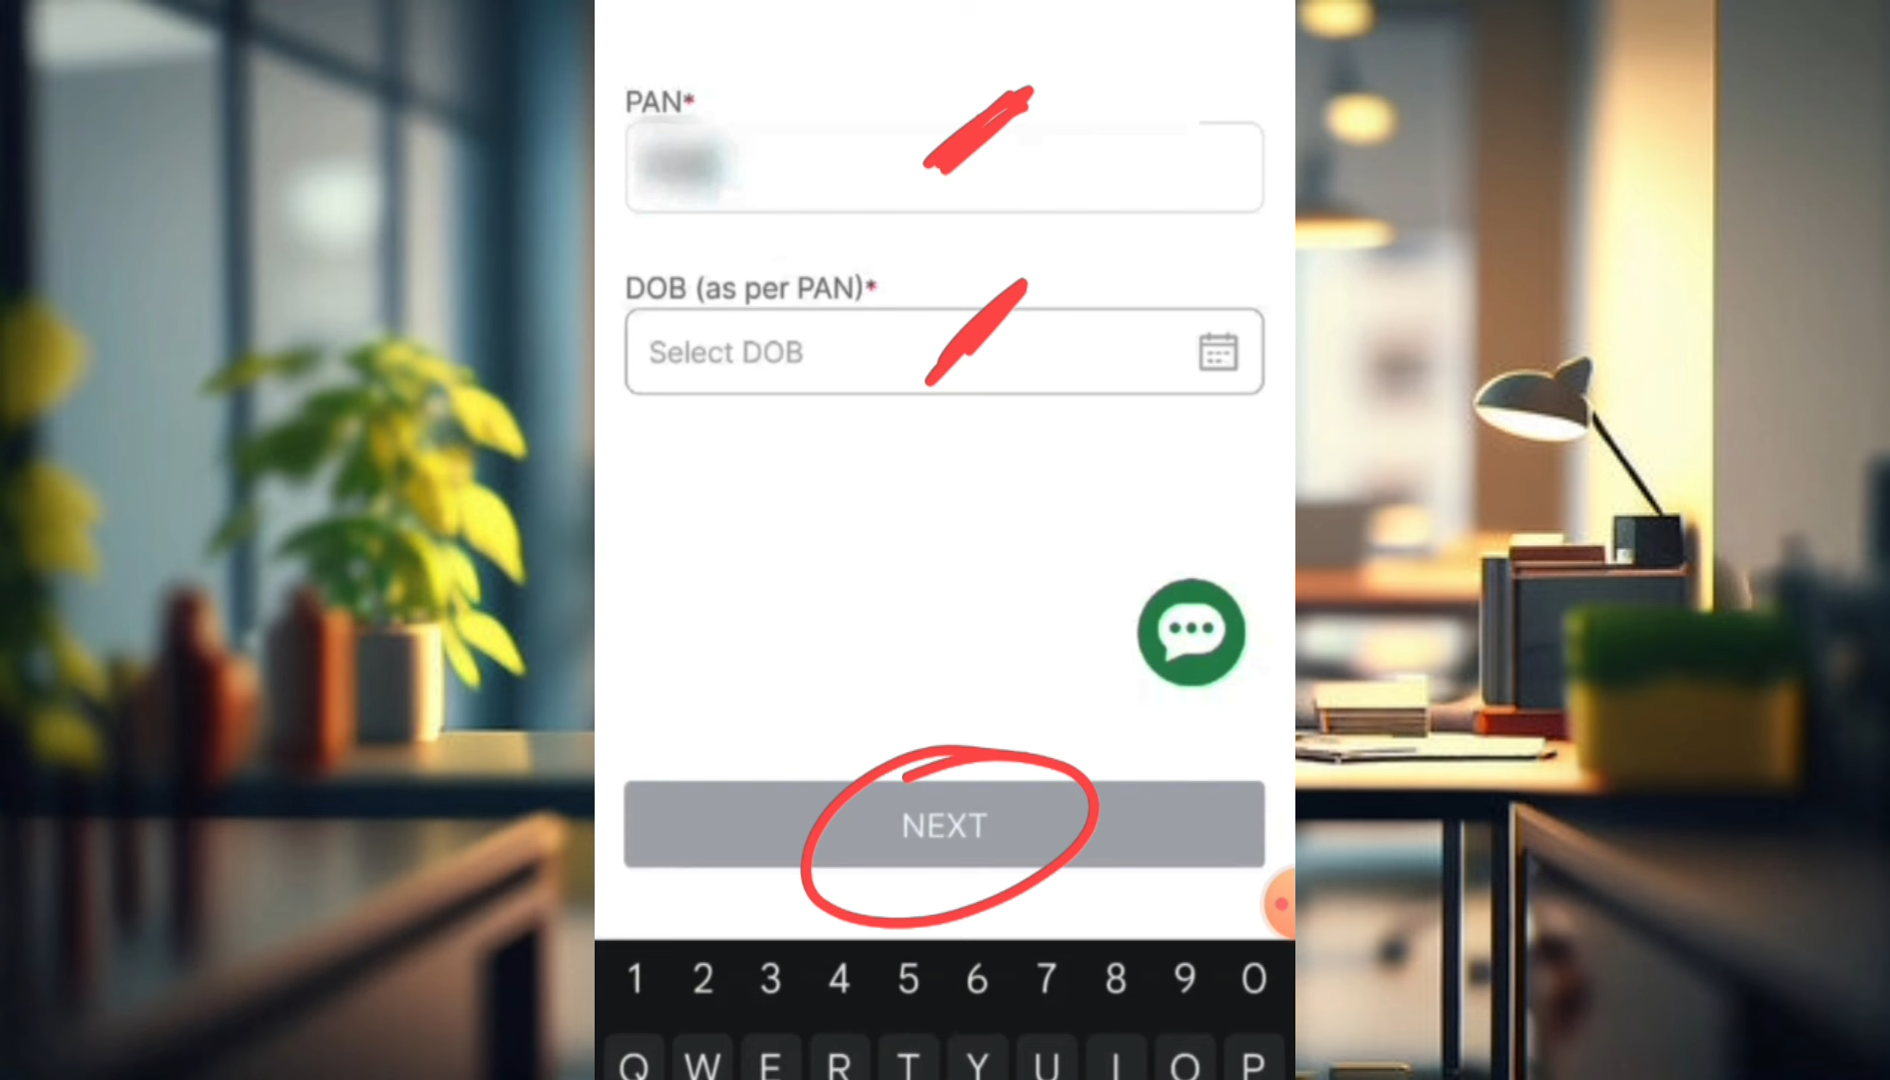 PAN*
DOB (as per PAN)*
Select DOB
NEXT
1 2 3 4 5 6 7 8 9 0
Q W E R T Y U I O P